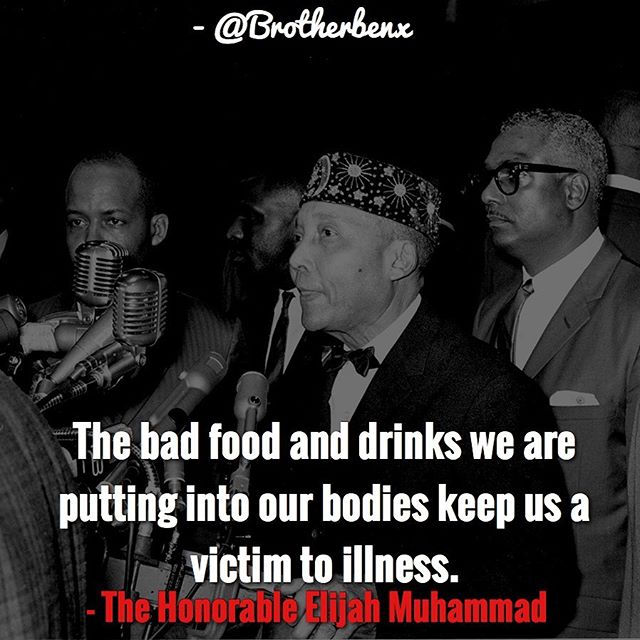 - @Brotherbenx
The bad food and drinks we are
putting into our bodies keep us a
victim to illness.
- The Honorable Elijah Muhammad